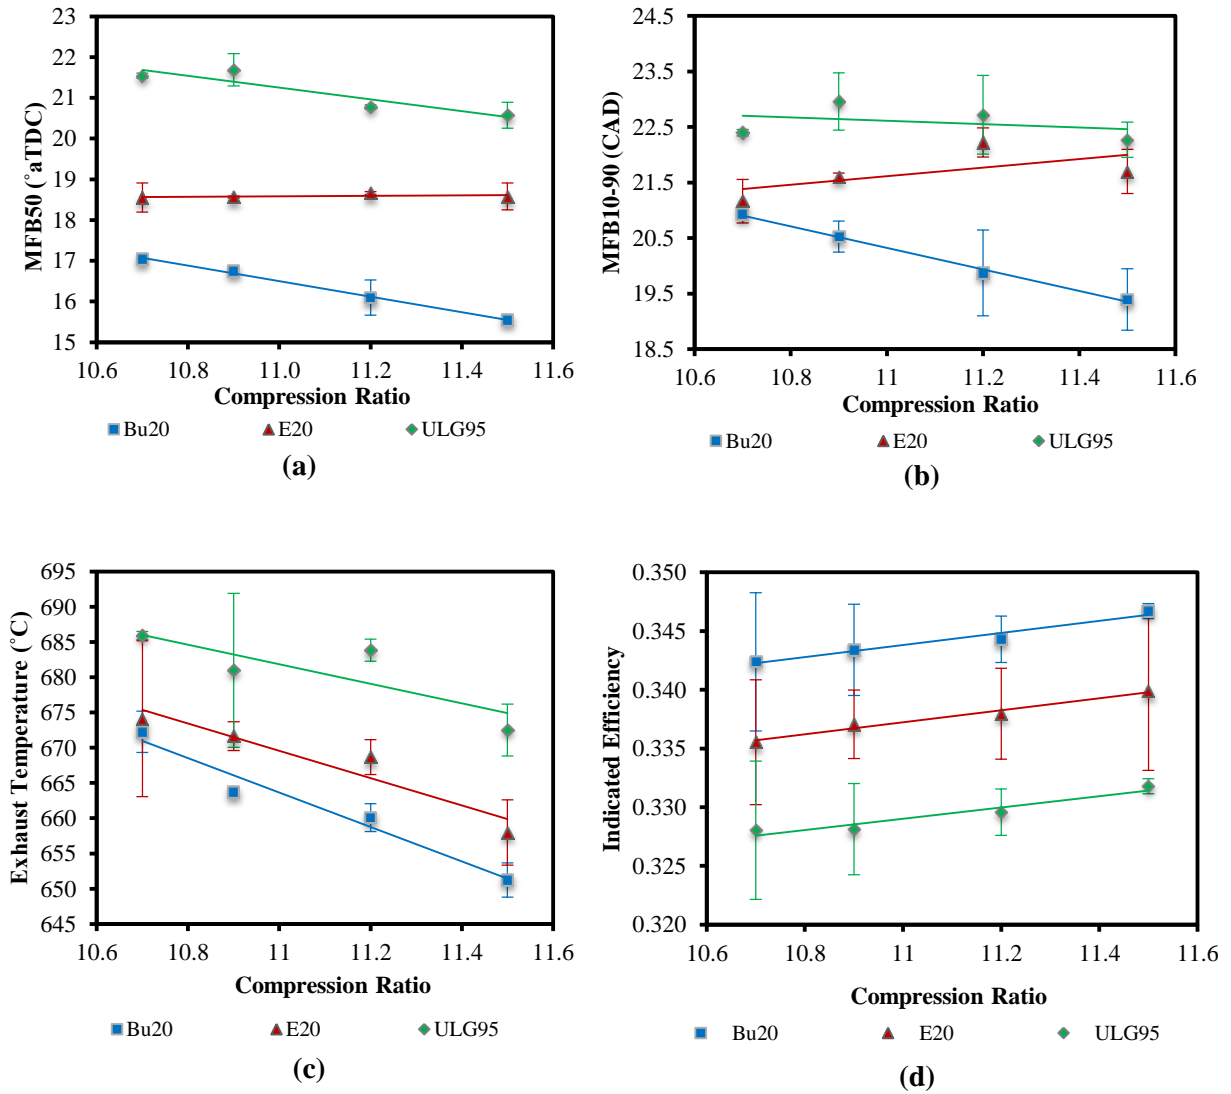 23
22
21
20
19
18
17
16
15
MFB50 (˚aTDC)
10.6 10.8 11.0 11.2 11.4 11.6
Compression Ratio
Bu20 E20 ULG95
(a)
24.5
23.5
22.5
21.5
20.5
19.5
18.5
MFB10-90 (CAD)
10.6 10.8 11 11.2 11.4 11.6
Compression Ratio
Bu20 E20 ULG95
(b)
695
690
685
680
675
670
665
660
655
650
645
Exhaust Temperature (˚C)
10.6 10.8 11 11.2 11.4 11.6
Compression Ratio
Bu20 E20 ULG95
(c)
0.350
0.345
0.340
0.335
0.330
0.325
0.320
Indicated Efficiency
10.6 10.8 11 11.2 11.4 11.6
Compression Ratio
Bu20 E20 ULG95
(d)